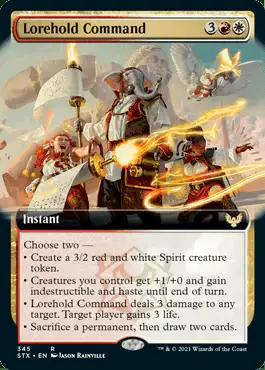 Lorehold Command 3
Instant
Choose two —
• Create a 3/2 red and white Spirit creature
token.
• Creatures you control get +1/+0 and gain
indestructible and haste until end of turn.
• Lorehold Command deals 3 damage to any
target. Target player gains 3 life.
• Sacrifice a permanent, then draw two cards.
345 R
STX • EN JASON RAINVILLE
™ & © 2021 Wizards of the Coast